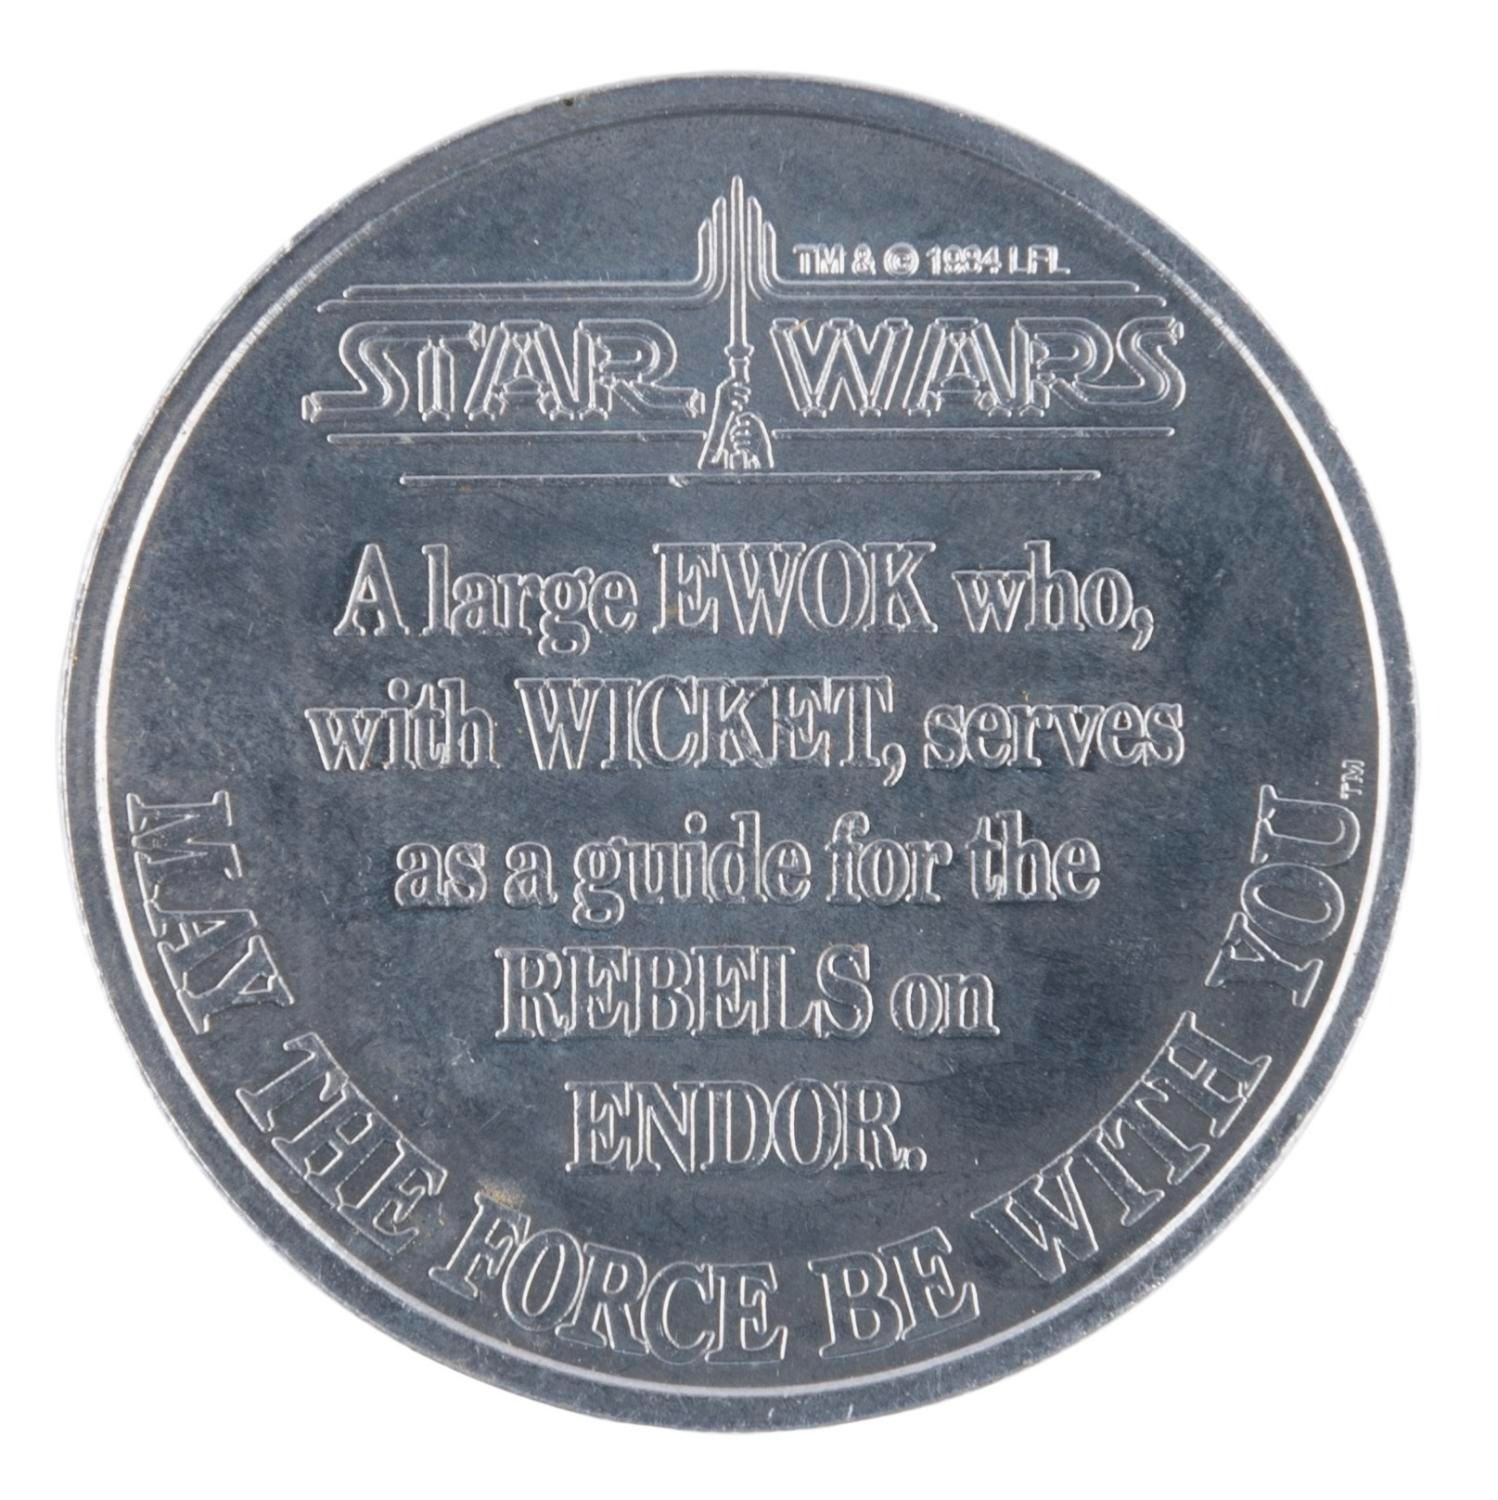 TM & © 1984 LFL
STAR WARS
A large EWOK who,
with WICKET, serves
as a guide for the
REBELS on
ENDOR.
MAY THE FORCE BE WITH YOU™